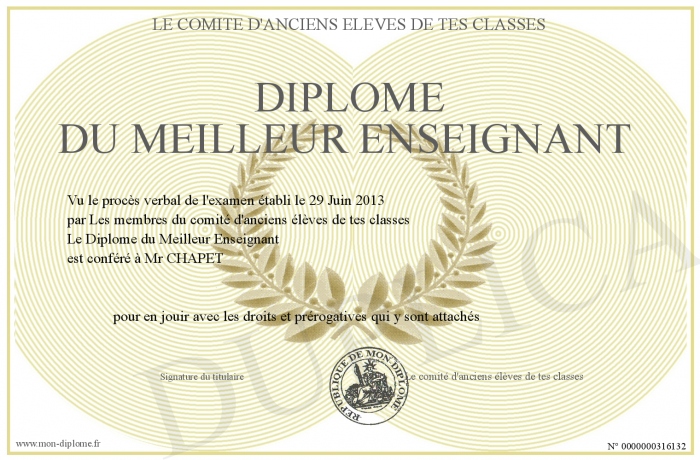 LE COMITE D'ANCIENS ELEVES DE TES CLASSES
DIPLOME
DU MEILLEUR ENSEIGNANT
Vu le procès verbal de l'examen établi le 29 Juin 2013
par Les membres du comité d'anciens élèves de tes classes
Le Diplome du Meilleur Enseignant
est conféré à Mr CHAPET
pour en jouir avec les droits et prérogatives qui y sont attachés
Signature du titulaire
Le comité d'anciens élèves de tes classes
REPUBLIQUE DE MON-DIPLOME
DUPLICATA
www.mon-diplome.fr
N° 0000000316132